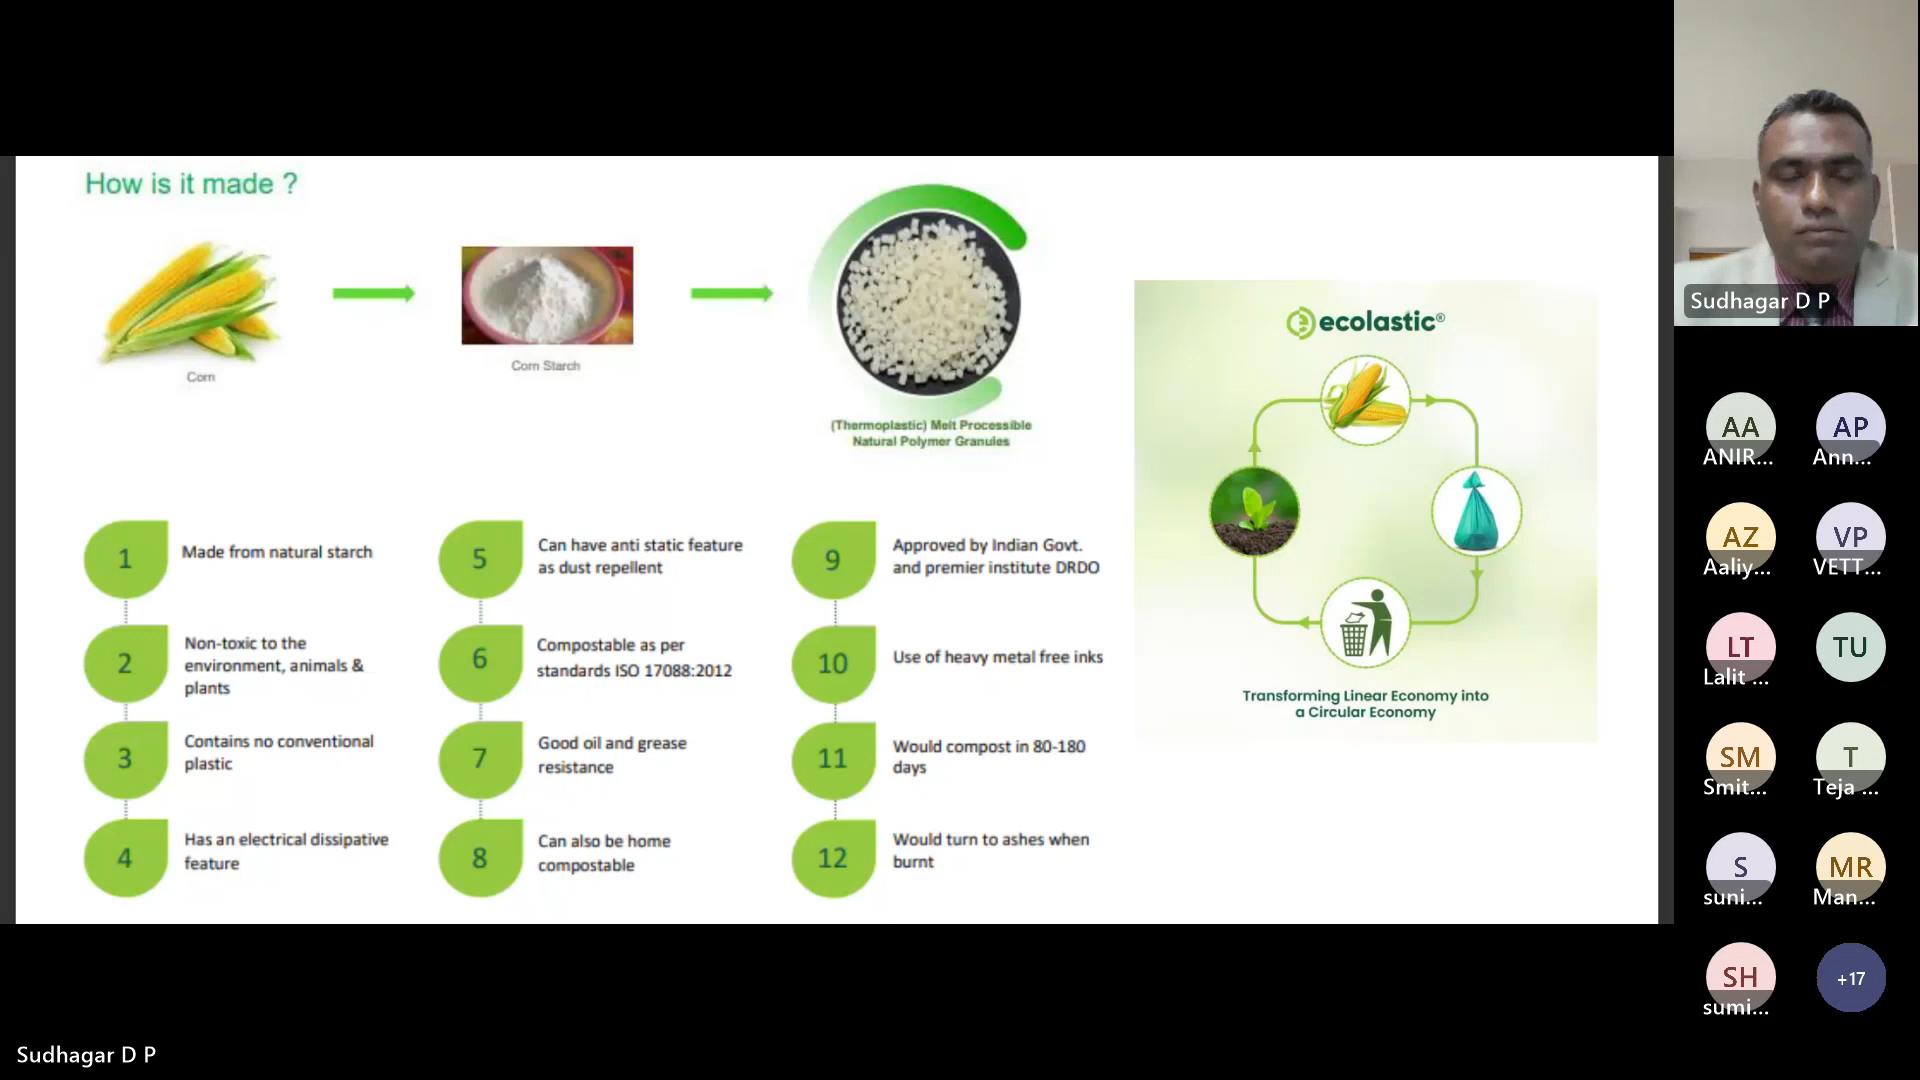 How is it made ?
Corn
Corn Starch
(Thermoplastic) Melt Processible
Natural Polymer Granules
1
Made from natural starch
2
Non-toxic to the
environment, animals &
plants
3
Contains no conventional
plastic
4
Has an electrical dissipative
feature
5
Can have anti static feature
as dust repellent
6
Compostable as per
standards ISO 17088:2012
7
Good oil and grease
resistance
8
Can also be home
compostable
9
Approved by Indian Govt.
and premier institute DRDO
10
Use of heavy metal free inks
11
Would compost in 80-180
days
12
Would turn to ashes when
burnt
ecolastic®
Transforming Linear Economy into
a Circular Economy
Sudhagar D P
AA
ANIR...
AP
Ann...
AZ
Aaliy...
VP
VETT...
LT
Lalit ...
TU
SM
Smit...
T
Teja ...
S
suni...
MR
Man...
SH
sumi...
+17
Sudhagar D P